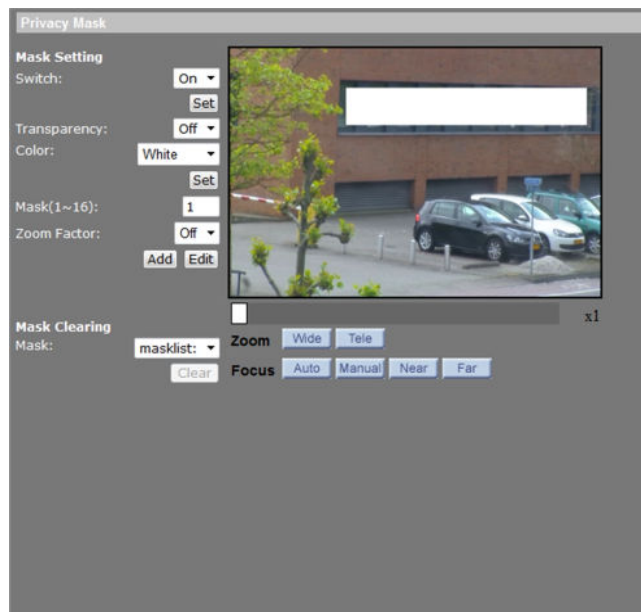 Privacy Mask
Mask Setting
Switch: On
Set
Transparency: Off
Color: White
Set
Mask(1~16): 1
Zoom Factor: Off
Add Edit
x1
Mask Clearing
Mask: masklist:
Clear
Zoom Wide Tele
Focus Auto Manual Near Far